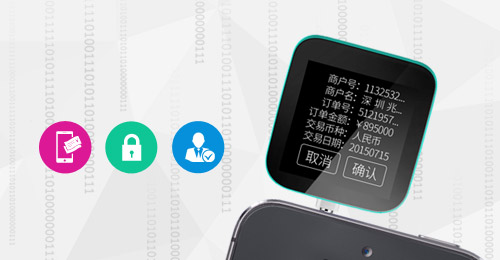 商户号：1132532...
商户名：深 圳 兆...
订单号：5121957...
订单金额：￥895000
交易币种：人民币
交易日期：20150715
取消 确认